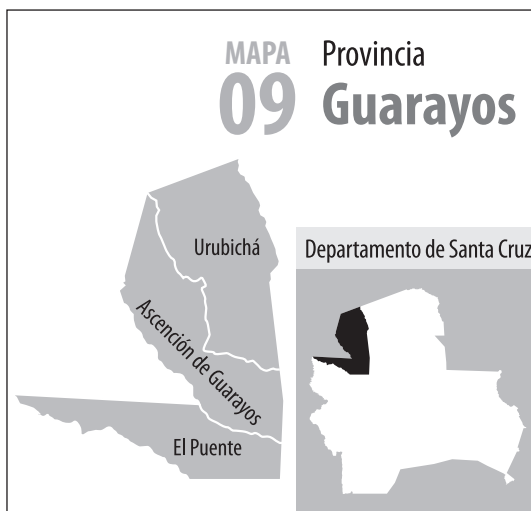 MAPA
09
Provincia
Guarayos
Urubichá
Departamento de Santa Cruz
Ascención de Guarayos
El Puente